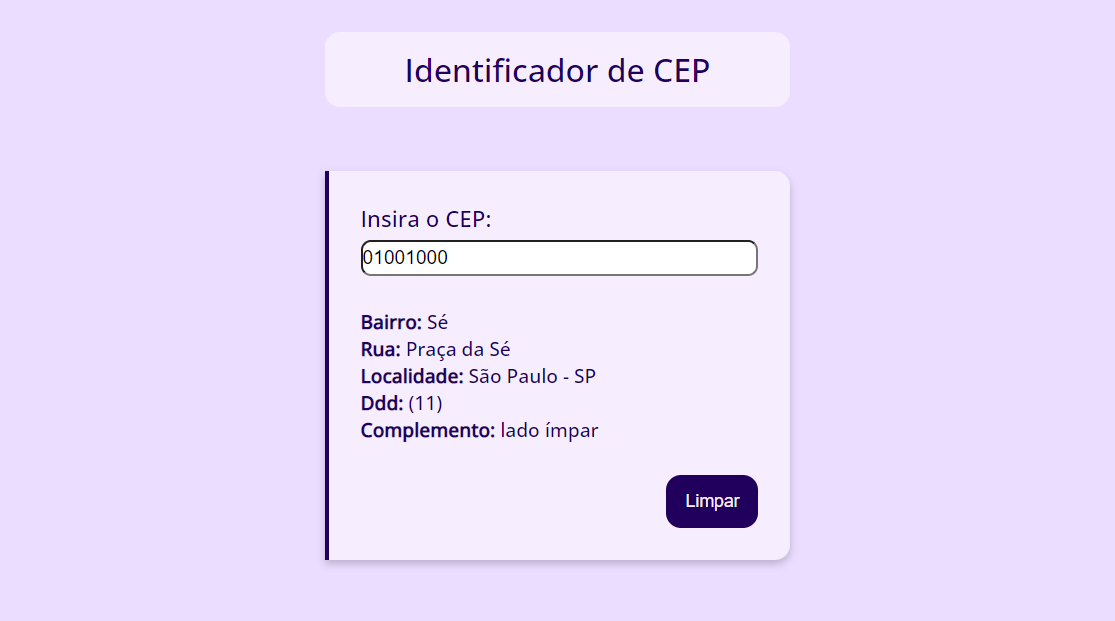 Identificador de CEP
Insira o CEP:
01001000
Bairro: Sé
Rua: Praça da Sé
Localidade: São Paulo - SP
Ddd: (11)
Complemento: lado ímpar
Limpar